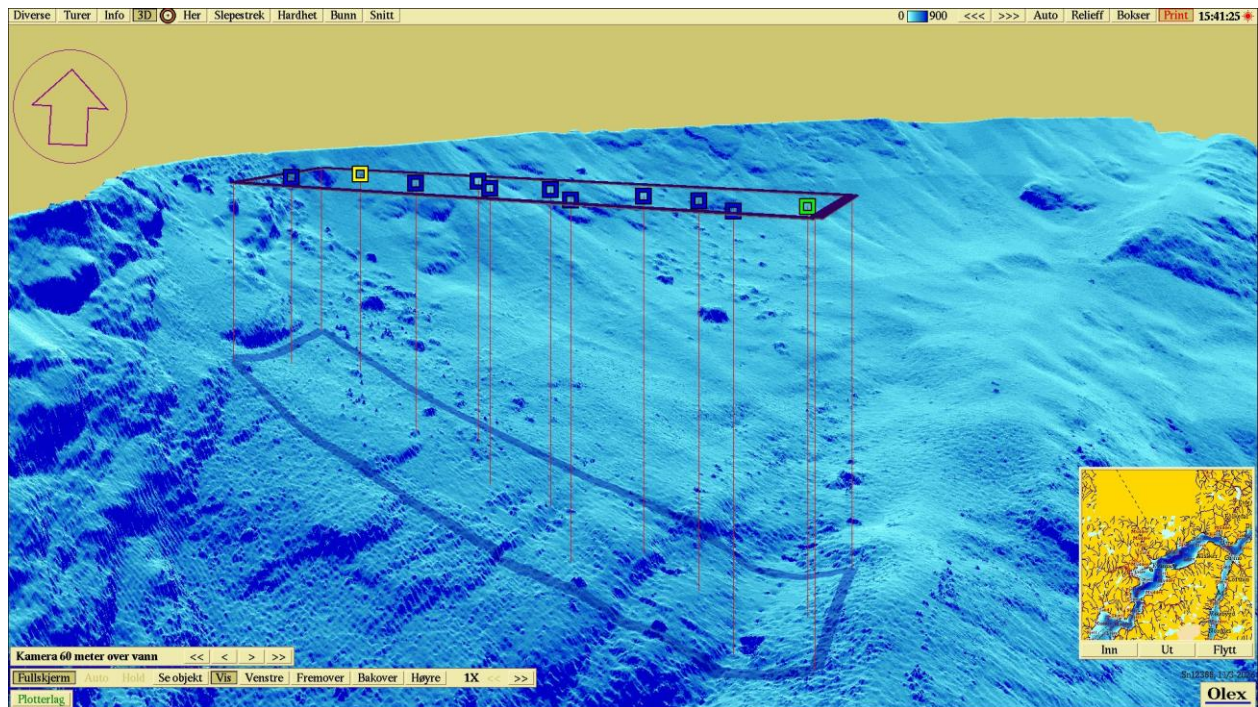 Diverse Turer Info 3D Her Slepestrek Hardhet Bunn Snitt 0 900 <<< >>> Auto Relieff Bokser Print 15:41:25
Kamera 60 meter over vann << < > >>
Inn Ut Flytt
Fullskjerm Auto Hold Se objekt Vis Venstre Fremover Bakover Høyre 1X << >>
Plotterlag
Olex